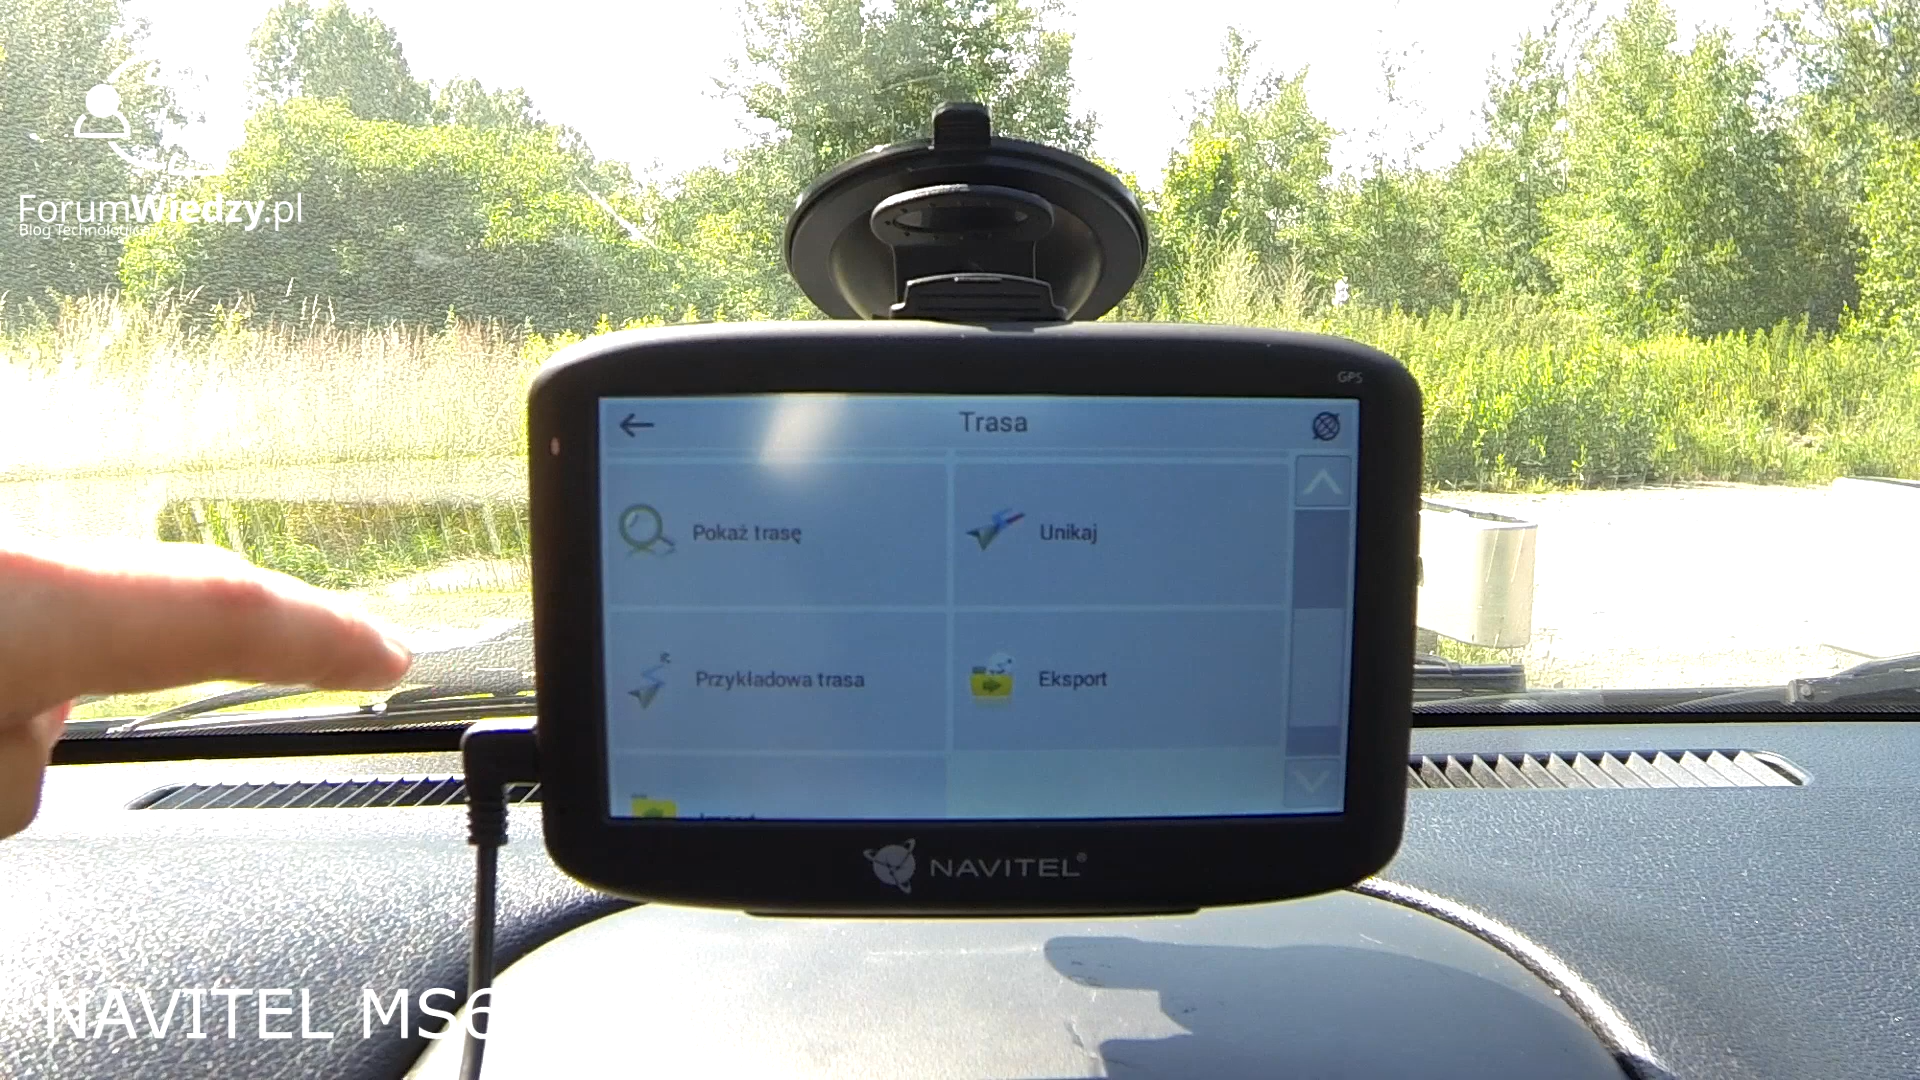 ForumWiedzy.pl
Blog Technologiczny
GPS
Trasa
Pokaż trasę
Unikaj
Przykładowa trasa
Eksport
NAVITEL®
NAVITEL MS6